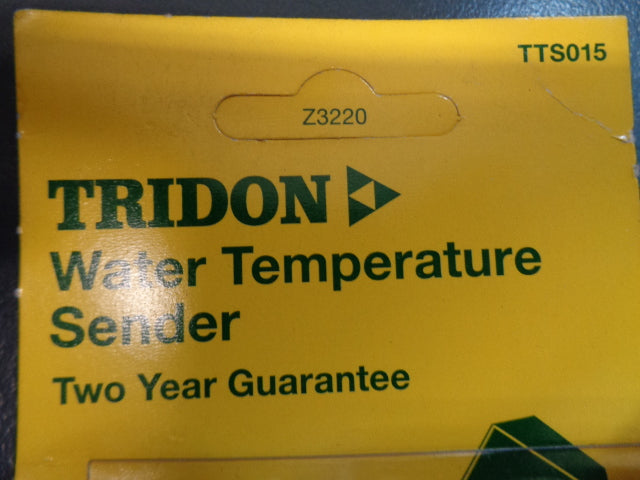 TTS015
Z3220
TRIDON
Water Temperature
Sender
Two Year Guarantee